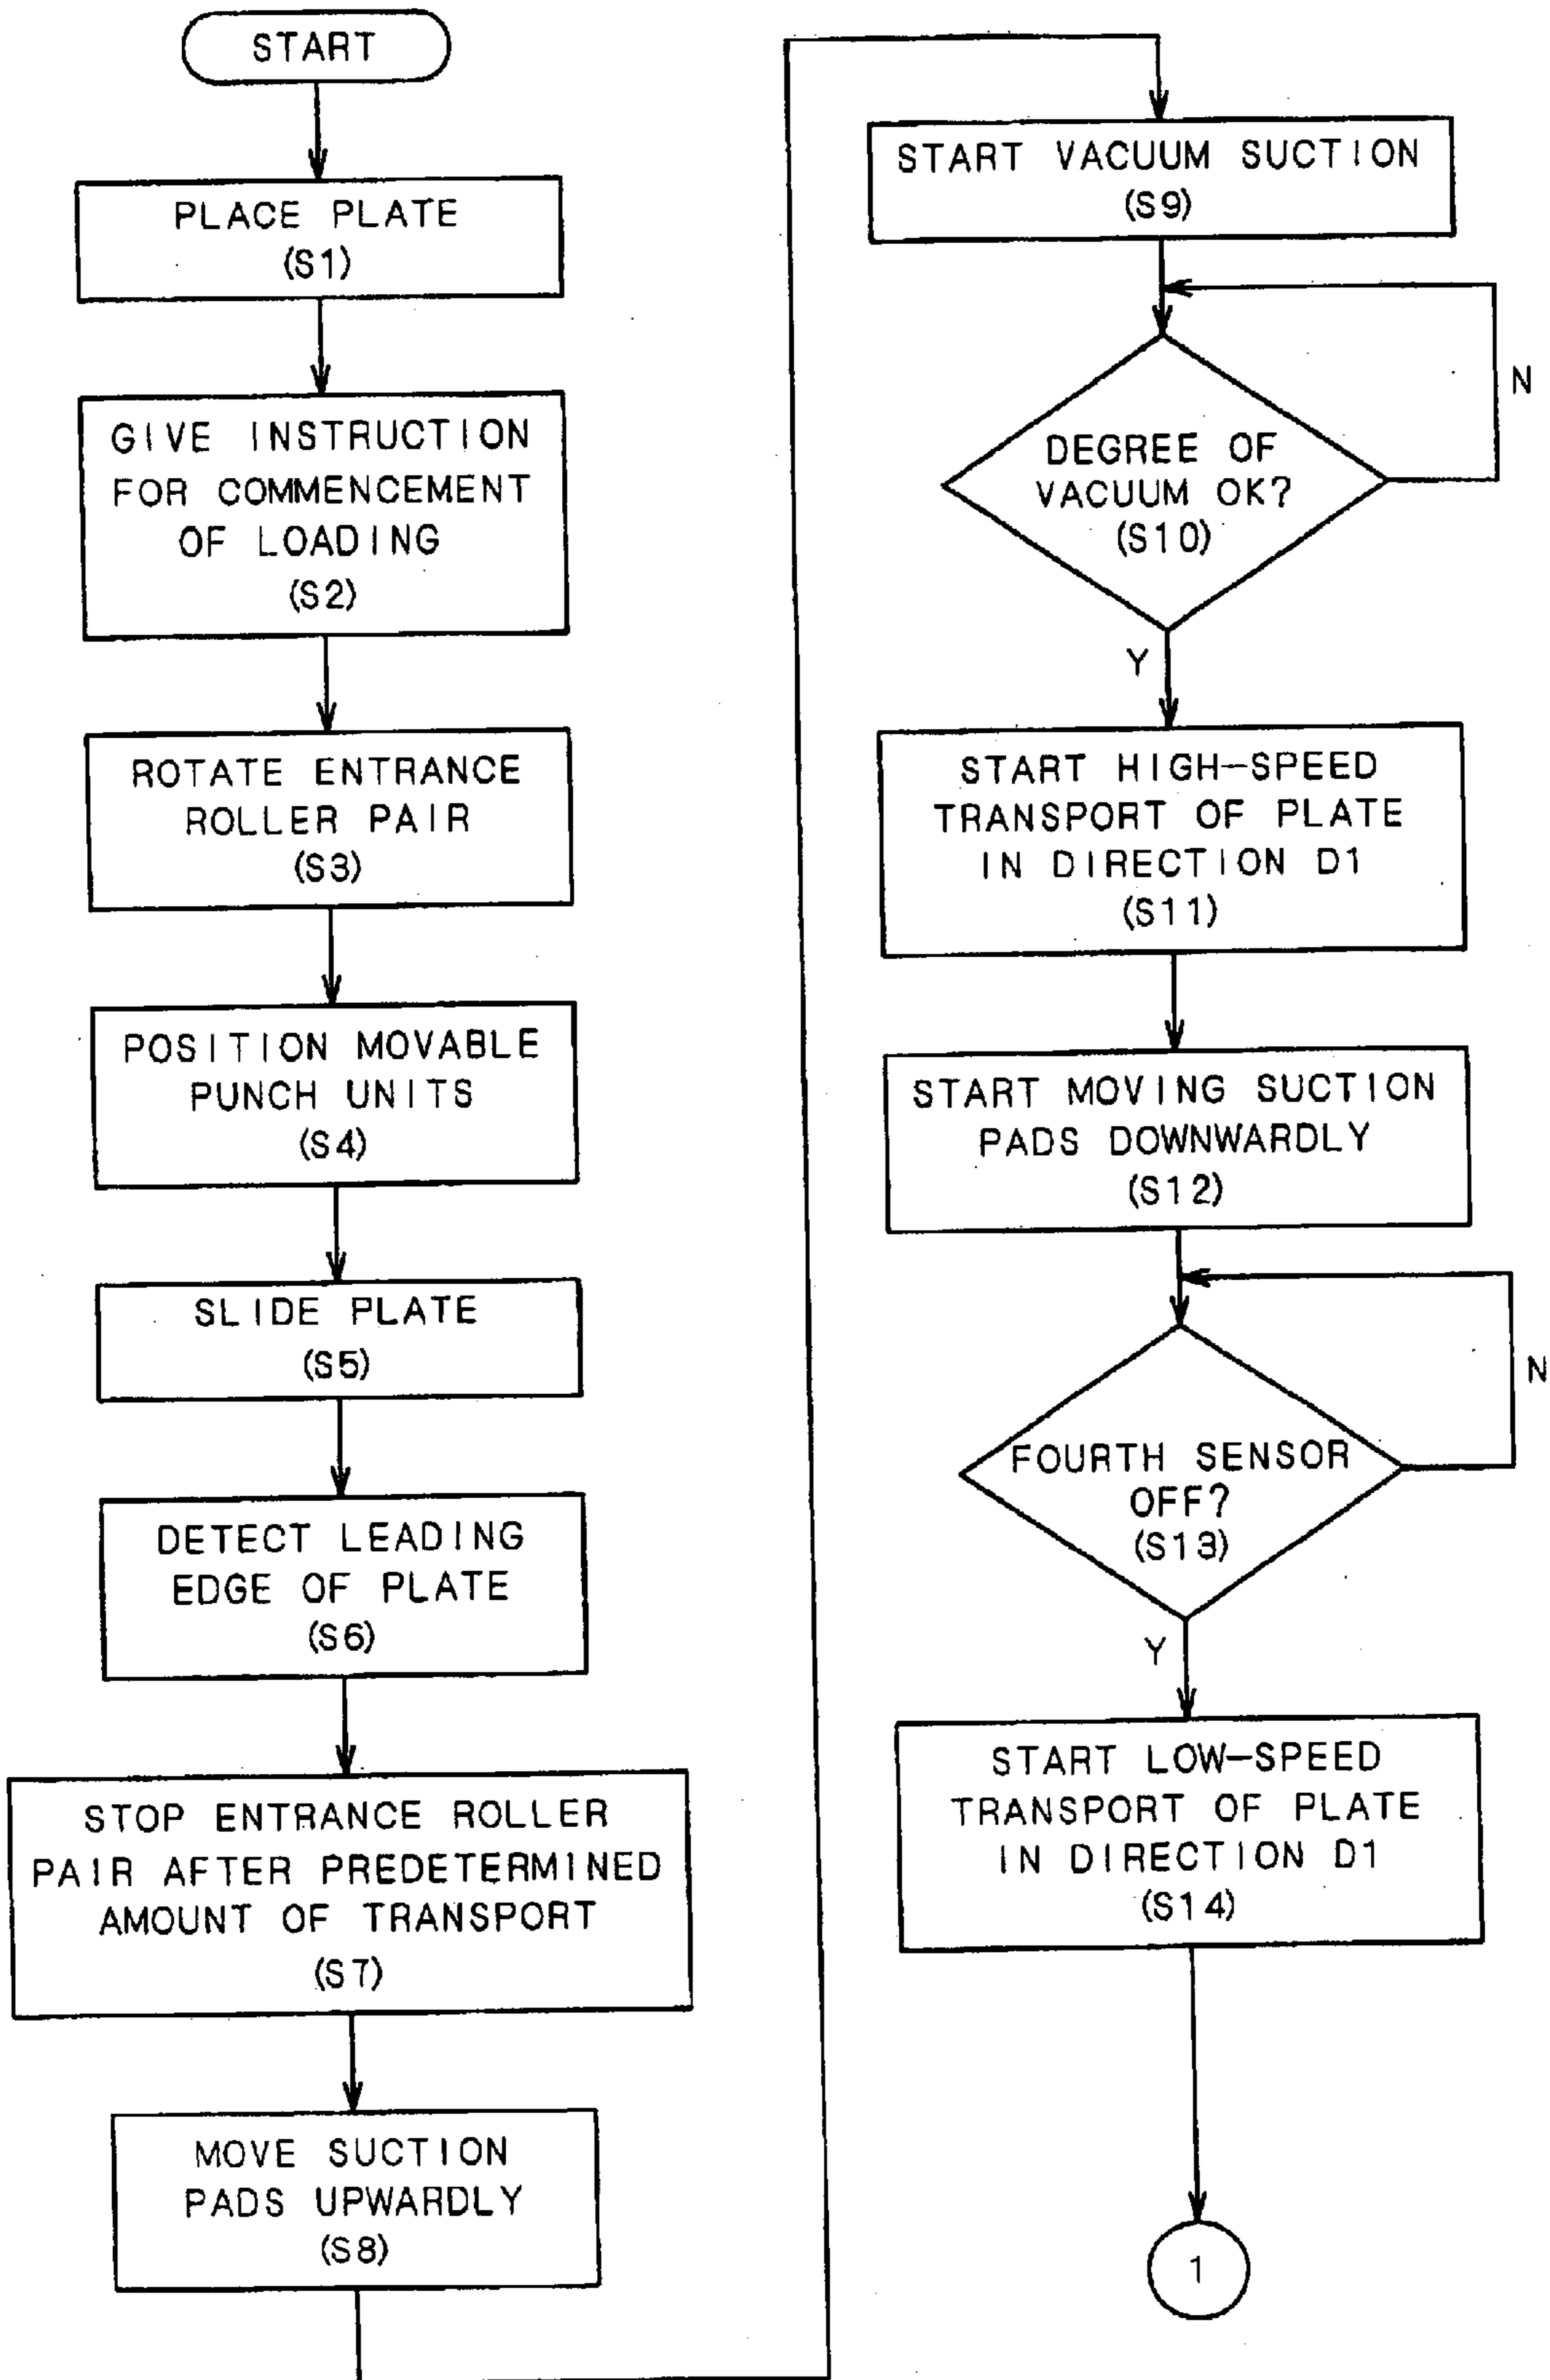 START
PLACE PLATE
(S1)
GIVE INSTRUCTION
FOR COMMENCEMENT
OF LOADING
(S2)
ROTATE ENTRANCE
ROLLER PAIR
(S3)
POSITION MOVABLE
PUNCH UNITS
(S4)
SLIDE PLATE
(S5)
DETECT LEADING
EDGE OF PLATE
(S6)
STOP ENTRANCE ROLLER
PAIR AFTER PREDETERMINED
AMOUNT OF TRANSPORT
(S7)
MOVE SUCTION
PADS UPWARDLY
(S8)
START VACUUM SUCTION
(S9)
DEGREE OF
VACUUM OK?
(S10)
N
Y
START HIGH-SPEED
TRANSPORT OF PLATE
IN DIRECTION D1
(S11)
START MOVING SUCTION
PADS DOWNWARDLY
(S12)
FOURTH SENSOR
OFF?
(S13)
N
Y
START LOW-SPEED
TRANSPORT OF PLATE
IN DIRECTION D1
(S14)
1